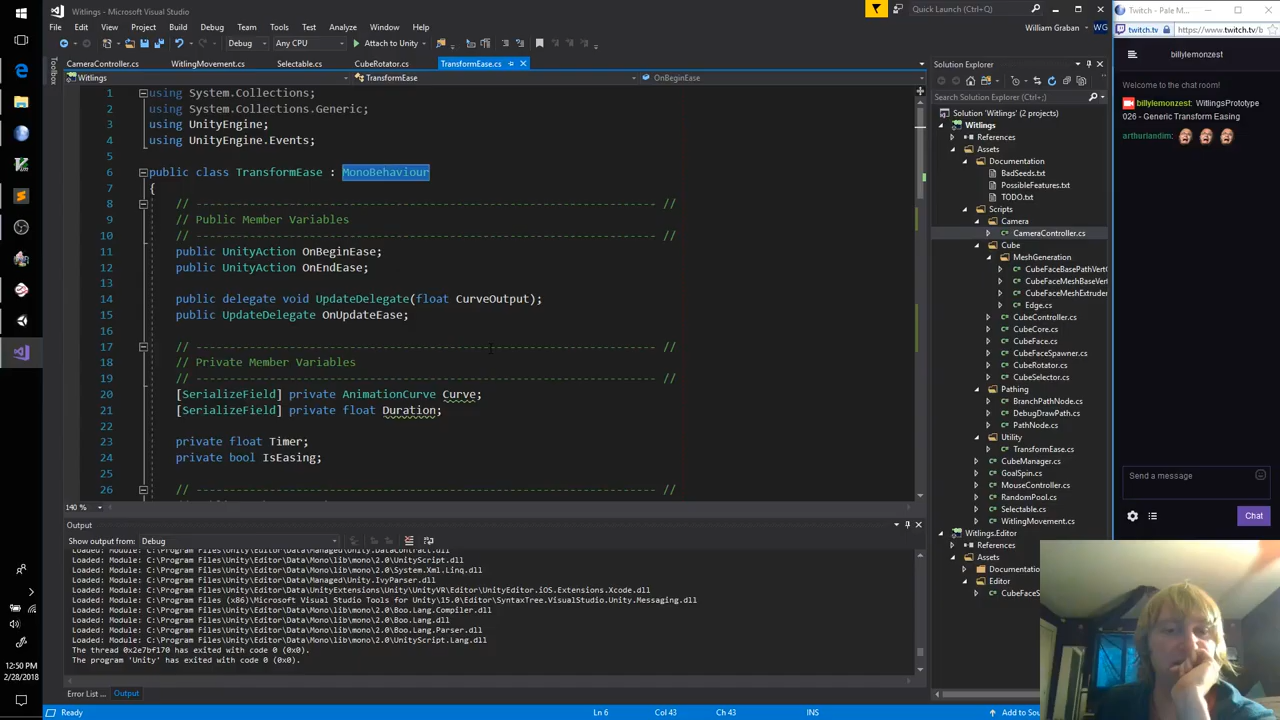 Witlings - Microsoft Visual Studio
Quick Launch (Ctrl+Q)
File Edit View Project Build Debug Team Tools Test Analyze Window Help
William Graban WG
Debug Any CPU Attach to Unity
CameraController.cs WitlingMovement.cs Selectable.cs CubeRotator.cs TransformEase.cs
Witlings TransformEase OnBeginEase
Toolbox
1 using System.Collections;
2 using System.Collections.Generic;
3 using UnityEngine;
4 using UnityEngine.Events;
5
6 public class TransformEase : MonoBehaviour
7 {
8 // ----------------------------------------------------------------------- //
9 // Public Member Variables
10 // ----------------------------------------------------------------------- //
11 public UnityAction OnBeginEase;
12 public UnityAction OnEndEase;
13
14 public delegate void UpdateDelegate(float CurveOutput);
15 public UpdateDelegate OnUpdateEase;
16
17 // ----------------------------------------------------------------------- //
18 // Private Member Variables
19 // ----------------------------------------------------------------------- //
20 [SerializeField] private AnimationCurve Curve;
21 [SerializeField] private float Duration;
22
23 private float Timer;
24 private bool IsEasing;
25
26 // ----------------------------------------------------------------------- //
140 %
Output
Show output from: Debug
Loaded: Module: C:\Program Files\Unity\Editor\Data\Managed\Unity.DataContract.dll
Loaded: Module: C:\Program Files\Unity\Editor\Data\Mono\lib\mono\2.0\UnityScript.dll
Loaded: Module: C:\Program Files\Unity\Editor\Data\Mono\lib\mono\2.0\System.Xml.Linq.dll
Loaded: Module: C:\Program Files\Unity\Editor\Data\Managed\Unity.IvyParser.dll
Loaded: Module: C:\Program Files\Unity\Editor\Data\UnityExtensions\Unity\UnityVR\Editor\UnityEditor.iOS.Extensions.Xcode.dll
Loaded: Module: C:\Program Files (x86)\Microsoft Visual Studio Tools for Unity\15.0\Editor\SyntaxTree.VisualStudio.Unity.Messaging.dll
Loaded: Module: C:\Program Files\Unity\Editor\Data\Mono\lib\mono\2.0\Boo.Lang.Compiler.dll
Loaded: Module: C:\Program Files\Unity\Editor\Data\Mono\lib\mono\2.0\Boo.Lang.dll
Loaded: Module: C:\Program Files\Unity\Editor\Data\Mono\lib\mono\2.0\Boo.Lang.Parser.dll
Loaded: Module: C:\Program Files\Unity\Editor\Data\Mono\lib\mono\2.0\UnityScript.Lang.dll
The thread 0x2e7bf170 has exited with code 0 (0x0).
The program 'Unity' has exited with code 0 (0x0).
Error List ... Output
Ready Ln 6 Col 43 Ch 43 INS Add to Sou
Solution Explorer
Search Solution Explorer (Ctrl+;)
Solution 'Witlings' (2 projects)
Witlings
References
Assets
Documentation
BadSeeds.txt
PossibleFeatures.txt
TODO.txt
Scripts
Camera
CameraController.cs
Cube
MeshGeneration
CubeFaceBasePathVert
CubeFaceMeshBaseVer
CubeFaceMeshExtruder
Edge.cs
CubeController.cs
CubeCore.cs
CubeFace.cs
CubeFaceSpawner.cs
CubeRotator.cs
CubeSelector.cs
Pathing
BranchPathNode.cs
DebugDrawPath.cs
PathNode.cs
Utility
TransformEase.cs
CubeManager.cs
GoalSpin.cs
MouseController.cs
RandomPool.cs
Selectable.cs
WitlingMovement.cs
Witlings.Editor
References
Assets
Documentatio
Editor
CubeFaceS
Twitch - Pale M...
twitch.tv https://www.twitch.tv/b
billylemonzest
Welcome to the chat room!
billylemonzest: WitlingsPrototype
026 - Generic Transform Easing
arthurlandim:
Send a message
Chat
12:50 PM
2/28/2018